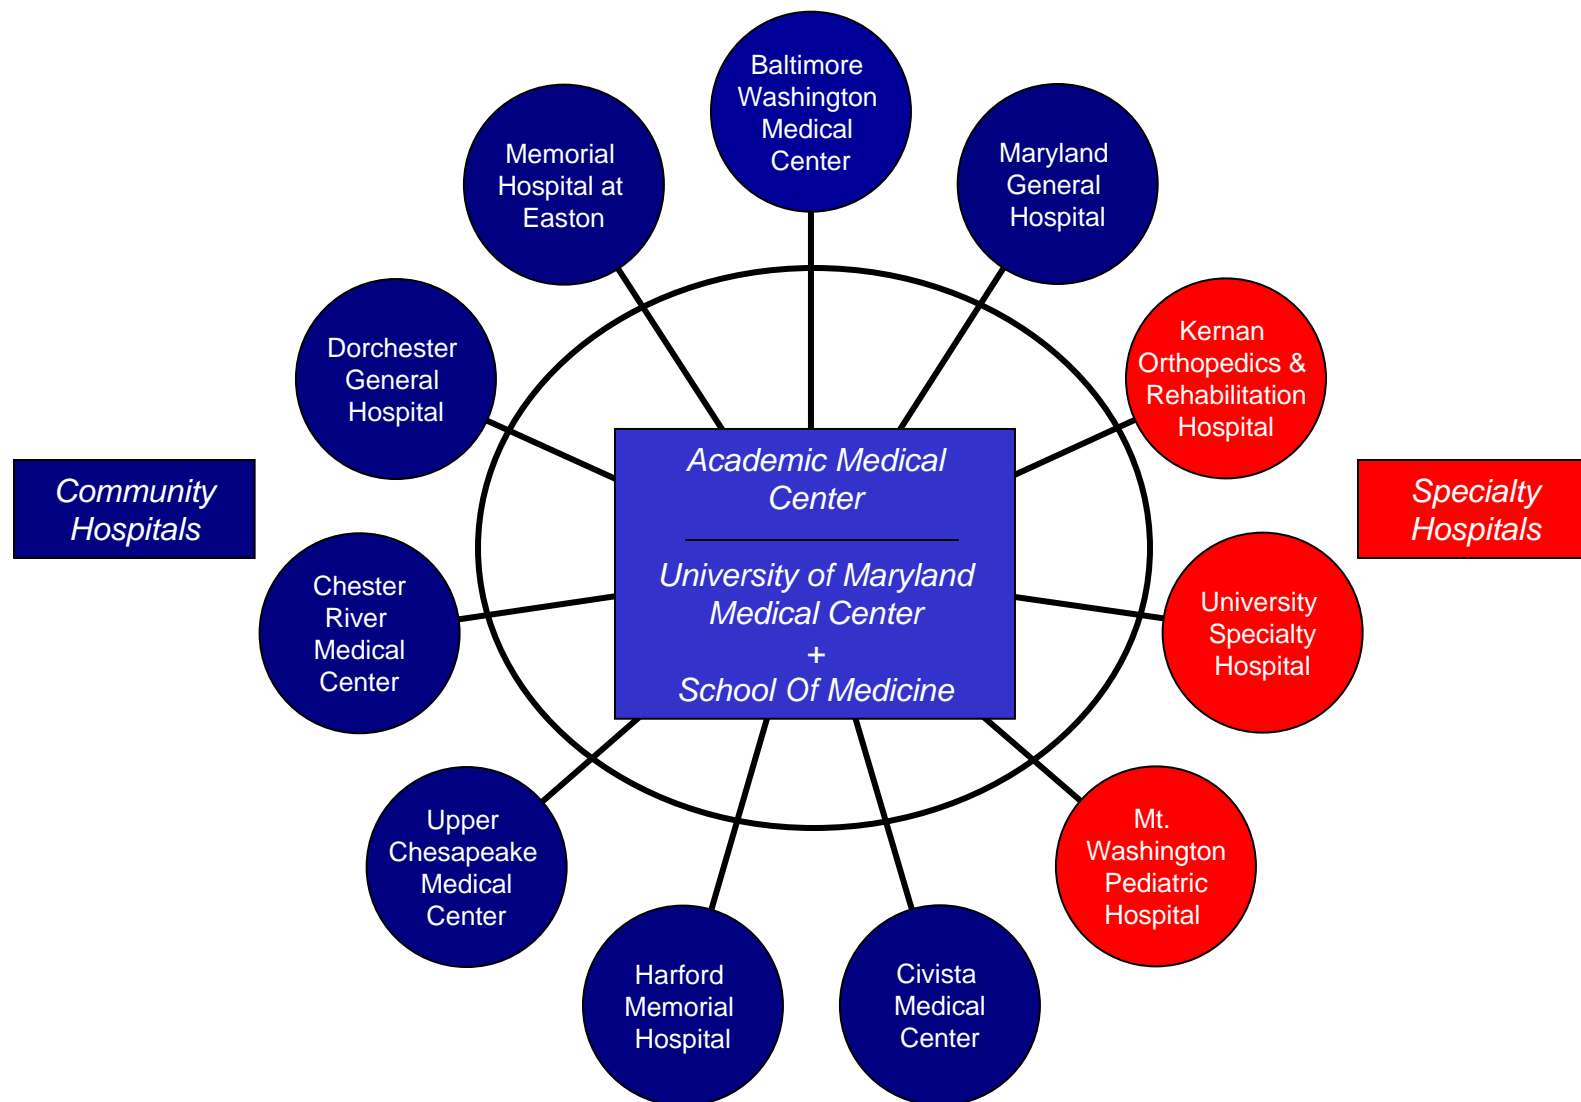 Baltimore
Washington
Medical
Center
Memorial
Hospital at
Easton
Maryland
General
Hospital
Dorchester
General
Hospital
Kernan
Orthopedics &
Rehabilitation
Hospital
Community
Hospitals
Academic Medical
Center
University of Maryland
Medical Center
+
School Of Medicine
Specialty
Hospitals
Chester
River
Medical
Center
University
Specialty
Hospital
Upper
Chesapeake
Medical
Center
Mt.
Washington
Pediatric
Hospital
Harford
Memorial
Hospital
Civista
Medical
Center